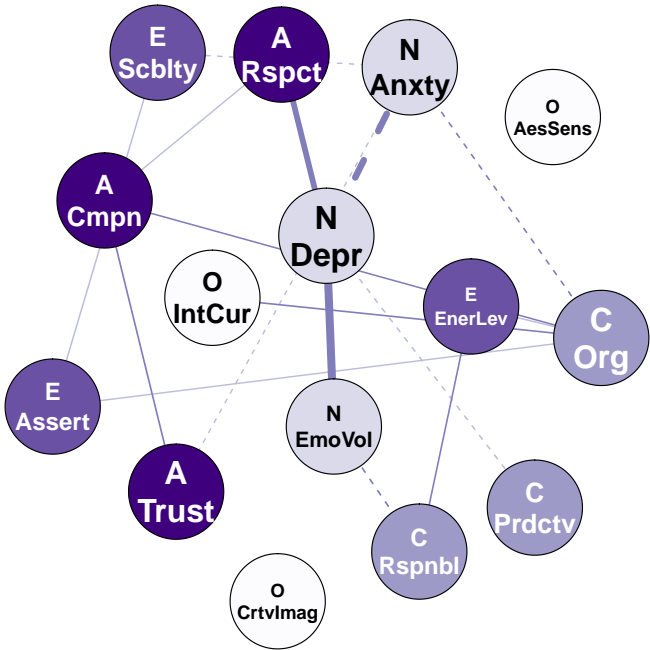 E
Scblty
A
Rspct
N
Anxty
O
AesSens
A
Cmpn
N
Depr
O
IntCur
E
EnerLev
C
Org
E
Assert
N
EmoVol
A
Trust
C
Prdctv
C
Rspnbl
O
CrtvImag